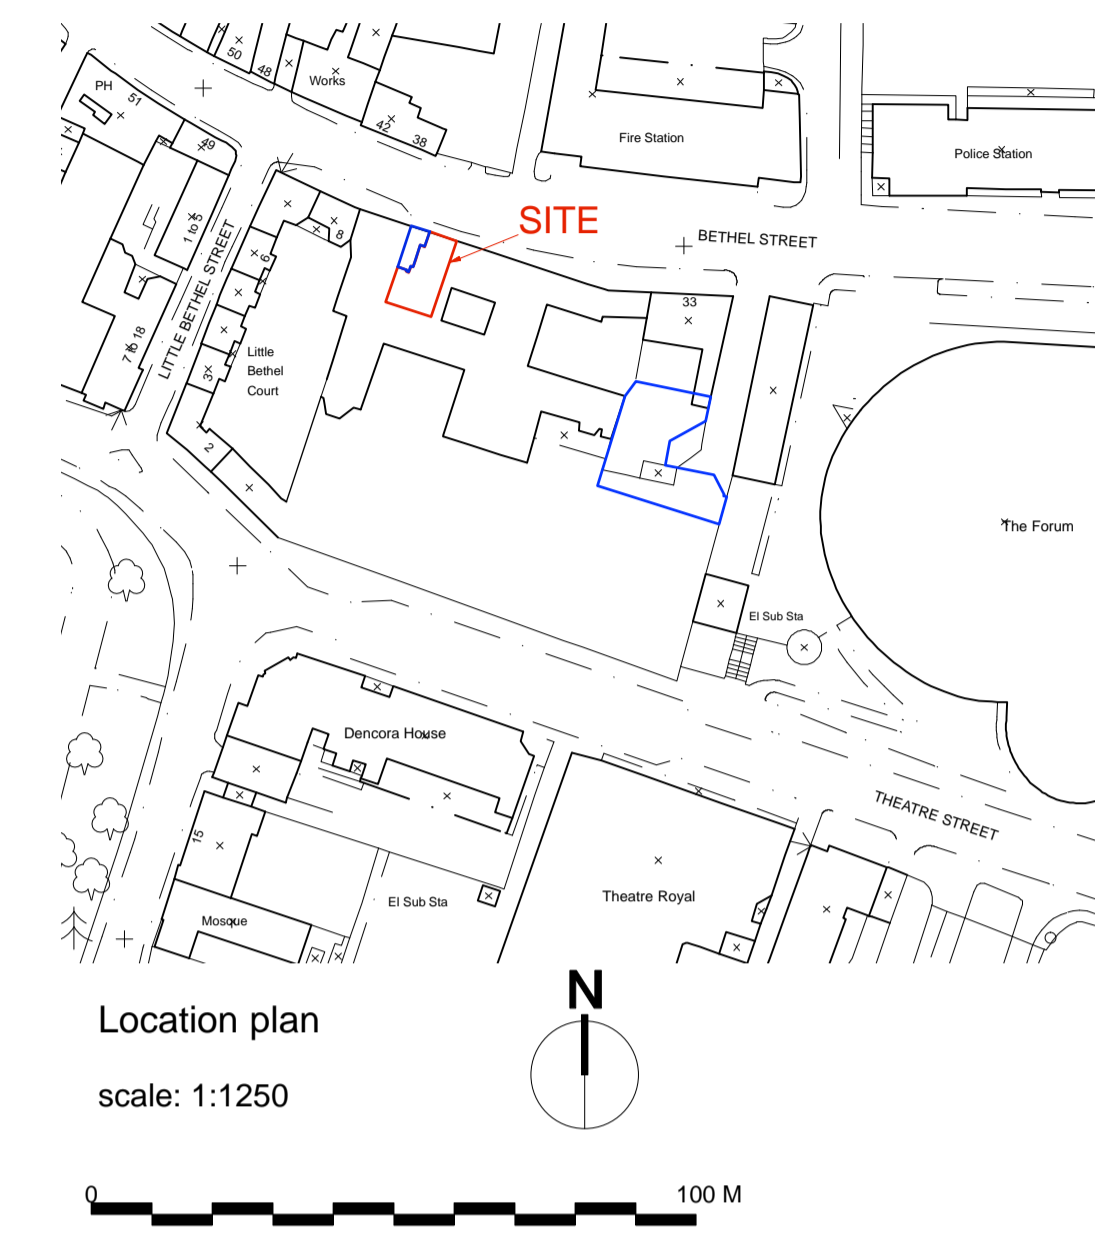 50
48
Works
PH
51
49
42
38
Fire Station
Police Station
SITE
BETHEL STREET
8
1 to 5
LITTLE BETHEL STREET
6
33
7 to 18
Little
Bethel
Court
3
2
The Forum
El Sub Sta
Dencora House
THEATRE STREET
15
El Sub Sta
Theatre Royal
Mosque
N
Location plan
scale: 1:1250
0
100 M